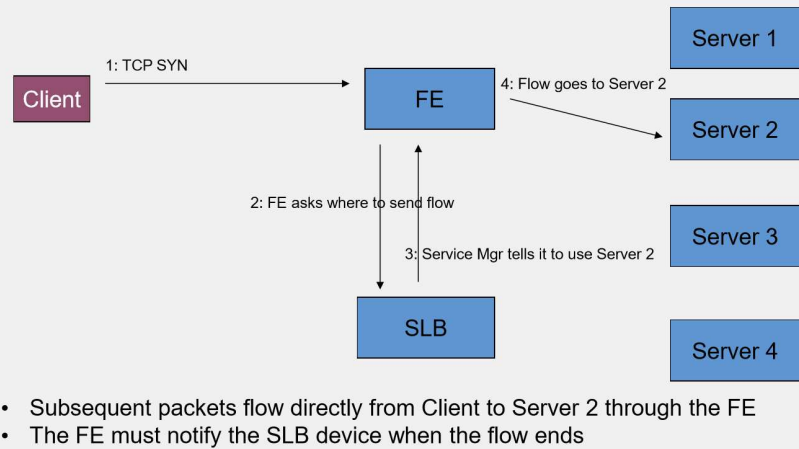 Server 1
1: TCP SYN
Client
FE
4: Flow goes to Server 2
Server 2
2: FE asks where to send flow
Server 3
3: Service Mgr tells it to use Server 2
SLB
Server 4
• Subsequent packets flow directly from Client to Server 2 through the FE
• The FE must notify the SLB device when the flow ends